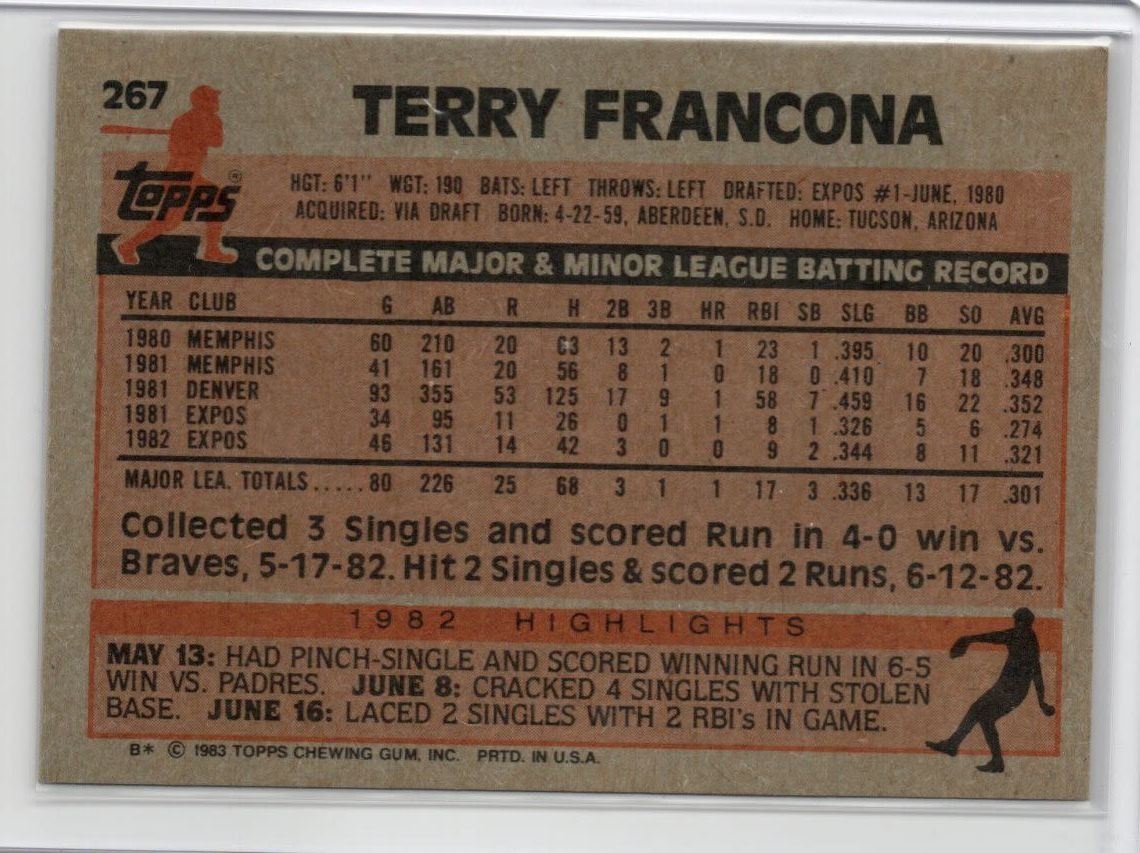 267
TERRY FRANCONA
topps®
HGT: 6'1" WGT: 190 BATS: LEFT THROWS: LEFT DRAFTED: EXPOS #1-JUNE, 1980
ACQUIRED: VIA DRAFT BORN: 4-22-59, ABERDEEN, S.D. HOME: TUCSON, ARIZONA
COMPLETE MAJOR & MINOR LEAGUE BATTING RECORD
YEAR CLUB G AB R H 2B 3B HR RBI SB SLG BB SO AVG
1980 MEMPHIS 60 210 20 63 13 2 1 23 1 .395 10 20 .300
1981 MEMPHIS 41 161 20 56 8 1 0 18 0 .410 7 18 .348
1981 DENVER 93 355 53 125 17 9 1 58 7 .459 16 22 .352
1981 EXPOS 34 95 11 26 0 1 1 8 1 .326 5 6 .274
1982 EXPOS 46 131 14 42 3 0 0 9 2 .344 8 11 .321
MAJOR LEA. TOTALS.....80 226 25 68 3 1 1 17 3 .336 13 17 .301
Collected 3 Singles and scored Run in 4-0 win vs.
Braves, 5-17-82. Hit 2 Singles & scored 2 Runs, 6-12-82.
1982 HIGHLIGHTS
MAY 13: HAD PINCH-SINGLE AND SCORED WINNING RUN IN 6-5
WIN VS. PADRES. JUNE 8: CRACKED 4 SINGLES WITH STOLEN
BASE. JUNE 16: LACED 2 SINGLES WITH 2 RBI's IN GAME.
B* © 1983 TOPPS CHEWING GUM, INC. PRTD. IN U.S.A.